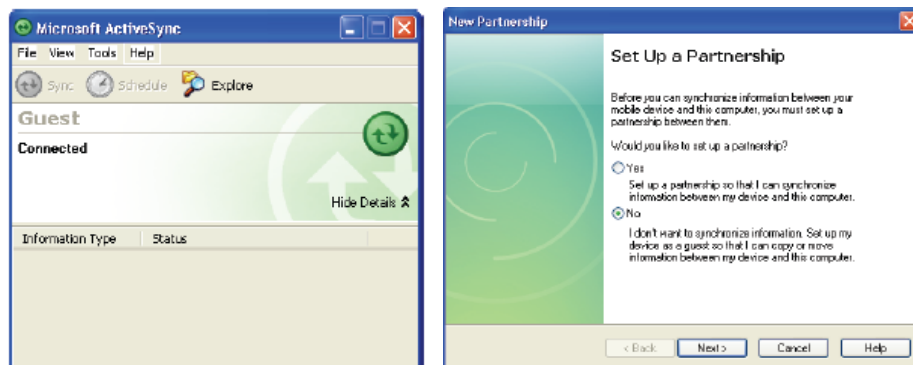 Microsoft ActiveSync
File View Tools Help
Sync Schedule Explore
Guest
Connected
Hide Details
Information Type Status
New Partnership
Set Up a Partnership
Before you can synchronize information between your
mobile device and this computer, you must set up a
partnership between them.
Would you like to set up a partnership?
Yes
Set up a partnership so that I can synchronize
information between my device and this computer.
No
I don't want to synchronize information. Set up my
device as a guest so that I can copy or move
information between my device and this computer.
< Back Next > Cancel Help